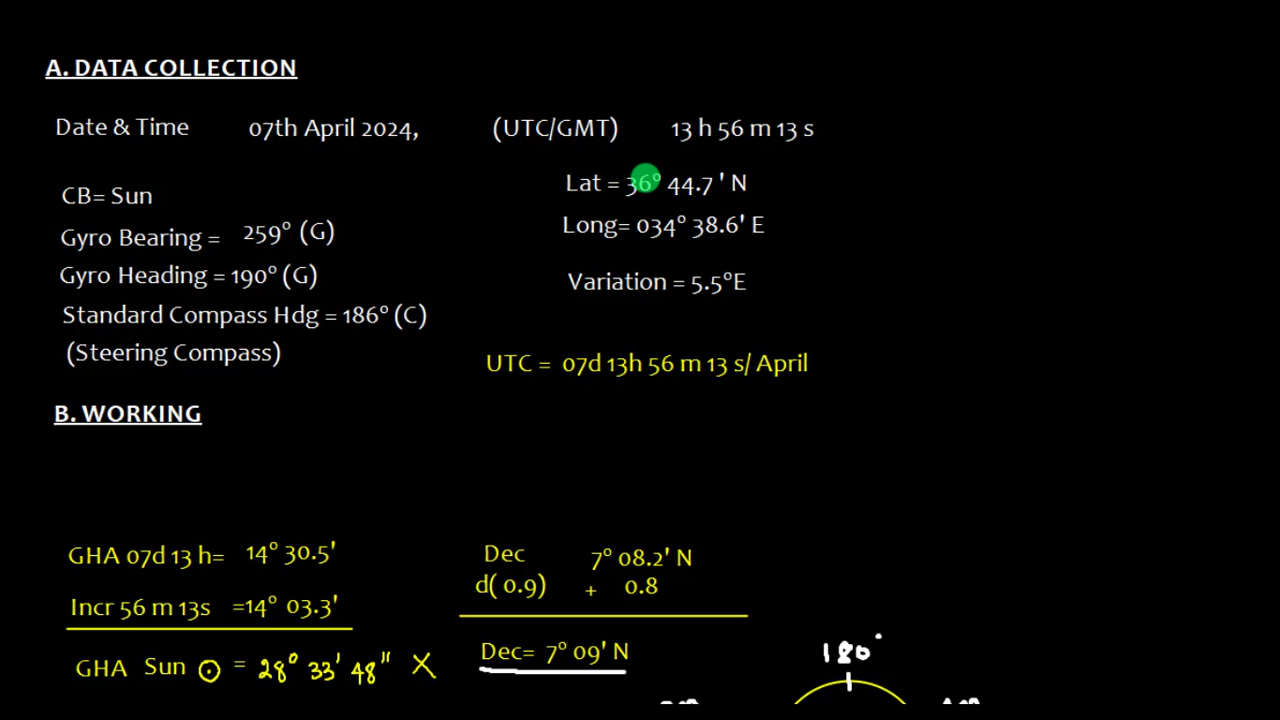 A. DATA COLLECTION
Date & Time 07th April 2024, (UTC/GMT) 13 h 56 m 13 s
Lat = 36° 44.7 ' N
CB= Sun
Long= 034° 38.6' E
Gyro Bearing = 259° (G)
Gyro Heading = 190° (G)
Variation = 5.5°E
Standard Compass Hdg = 186° (C)
(Steering Compass)
UTC = 07d 13h 56 m 13 s/ April
B. WORKING
GHA 07d 13 h= 14° 30.5'
Dec 7° 08.2' N
d( 0.9) + 0.8
Incr 56 m 13s =14° 03.3'
Dec= 7° 09' N
GHA Sun ⊙ = 28° 33' 48" X
180°